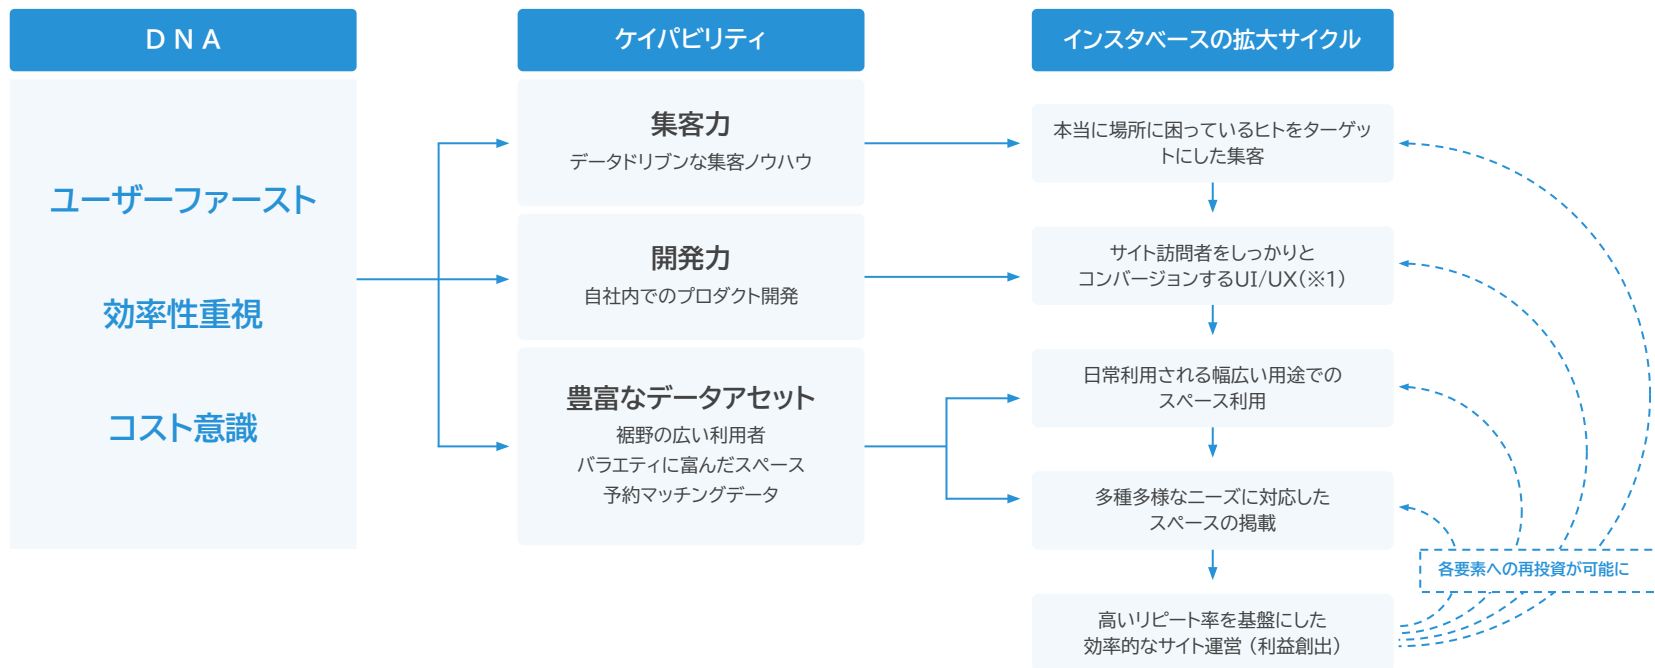 DNA
ユーザーファースト
効率性重視
コスト意識
ケイパビリティ
集客力
データドリブンな集客ノウハウ
開発力
自社内でのプロダクト開発
豊富なデータアセット
裾野の広い利用者
バラエティに富んだスペース
予約マッチングデータ
インスタベースの拡大サイクル
本当に場所に困っているヒトをターゲッ
トにした集客
サイト訪問者をしっかりと
コンバージョンするUI/UX(※1)
日常利用される幅広い用途での
スペース利用
多種多様なニーズに対応した
スペースの掲載
高いリピート率を基盤にした
効率的なサイト運営（利益創出）
各要素への再投資が可能に